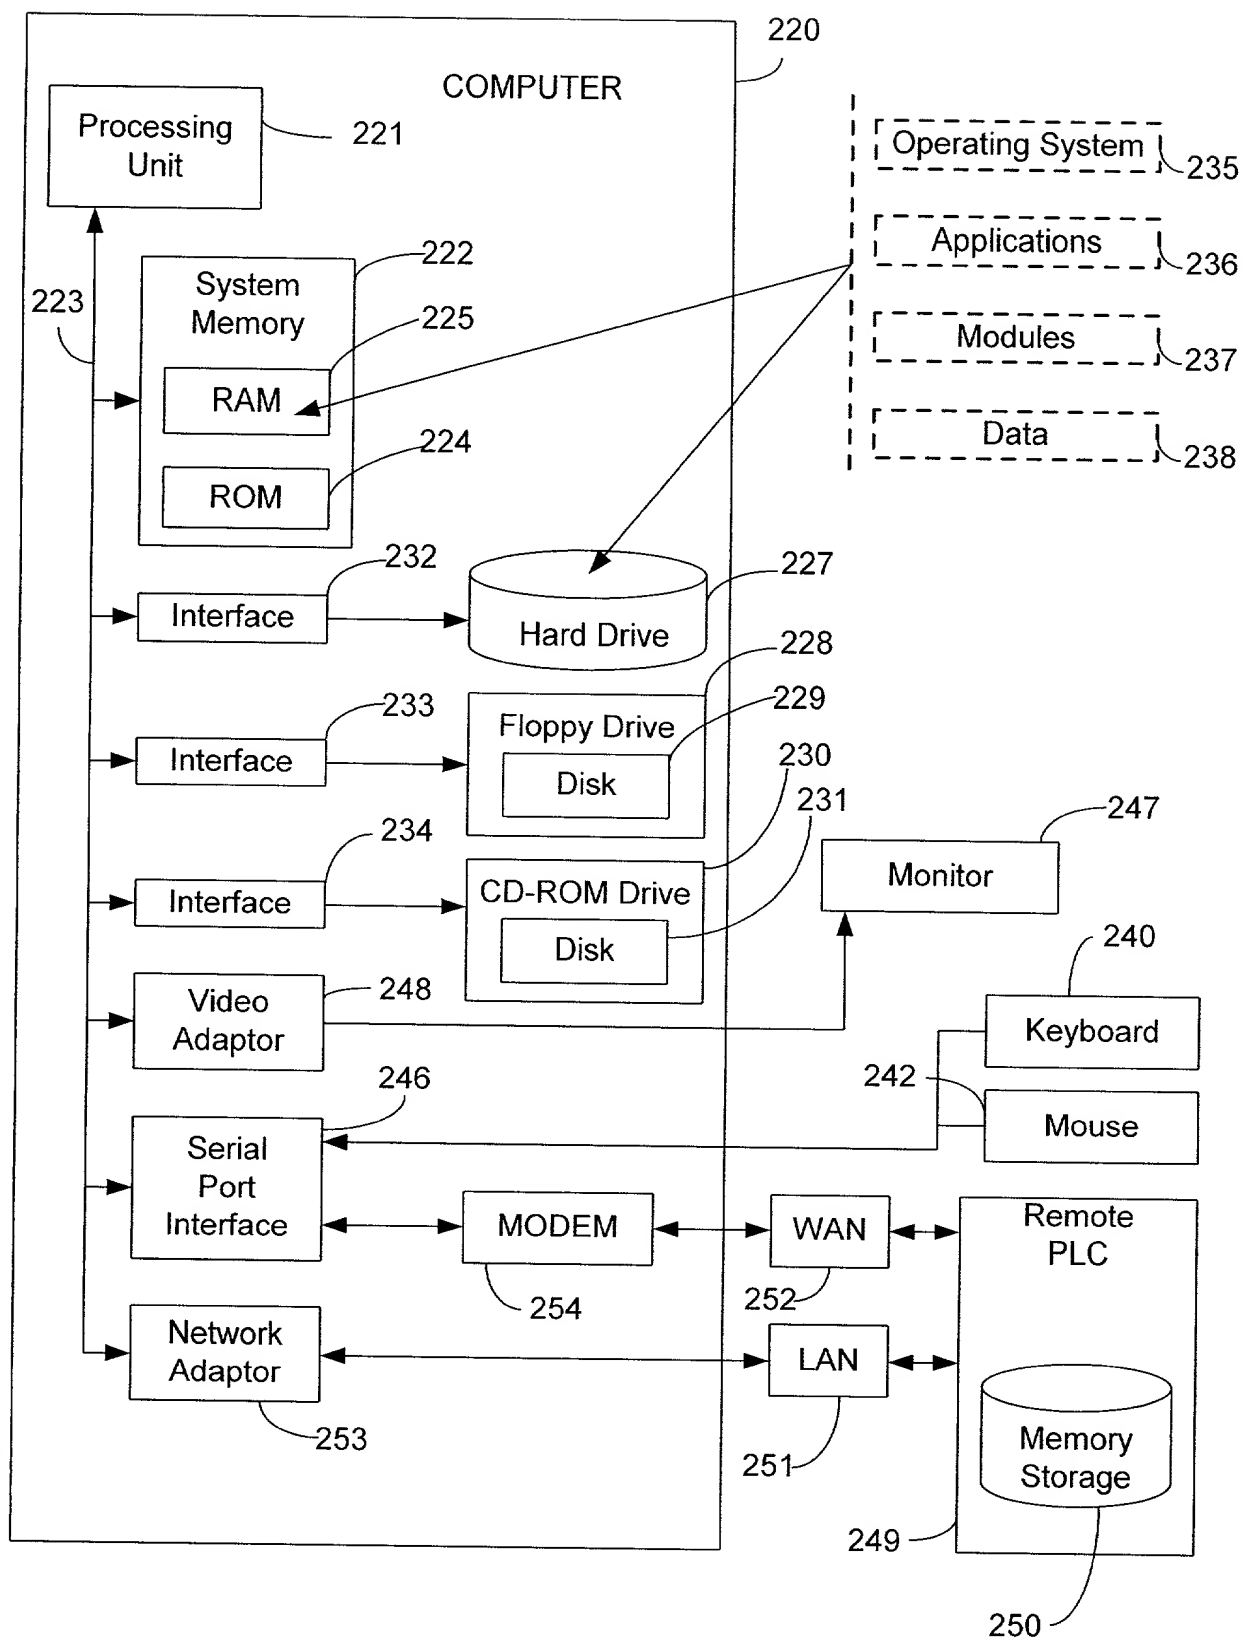 220
COMPUTER
Processing
Unit
221
Operating System
235
Applications
236
Modules
237
Data
238
223
222
System
Memory
225
RAM
224
ROM
232
Interface
227
Hard Drive
228
233
Interface
229
Floppy Drive
Disk
230
231
234
Interface
CD-ROM Drive
Disk
247
Monitor
248
Video
Adaptor
240
Keyboard
242
Mouse
246
Serial
Port
Interface
MODEM
254
WAN
252
Remote
PLC
Network
Adaptor
253
LAN
251
Memory
Storage
249
250